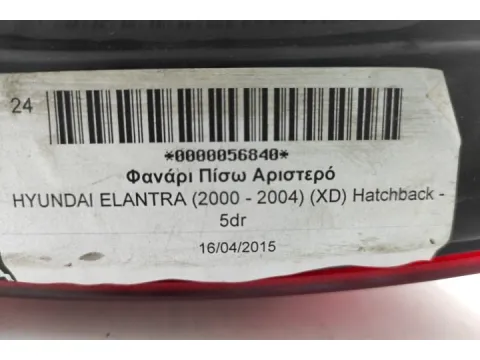 24
*0000056840*
Φανάρι Πίσω Αριστερό
HYUNDAI ELANTRA (2000 - 2004) (XD) Hatchback -
5dr
16/04/2015